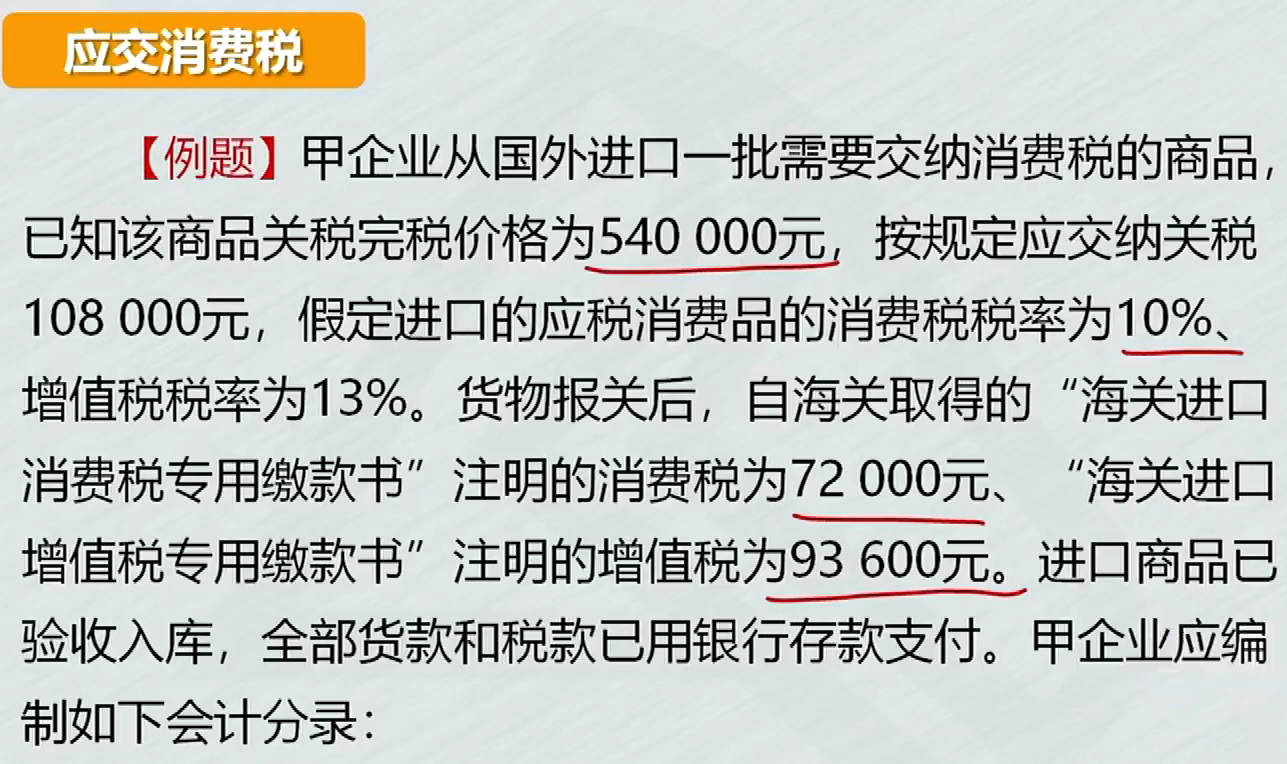 应交消费税
【例题】甲企业从国外进口一批需要交纳消费税的商品，
已知该商品关税完税价格为540 000元，按规定应交纳关税
108 000元，假定进口的应税消费品的消费税税率为10%、
增值税税率为13%。货物报关后，自海关取得的“海关进口
消费税专用缴款书”注明的消费税为72 000元、“海关进口
增值税专用缴款书”注明的增值税为93 600元。进口商品已
验收入库，全部货款和税款已用银行存款支付。甲企业应编
制如下会计分录：